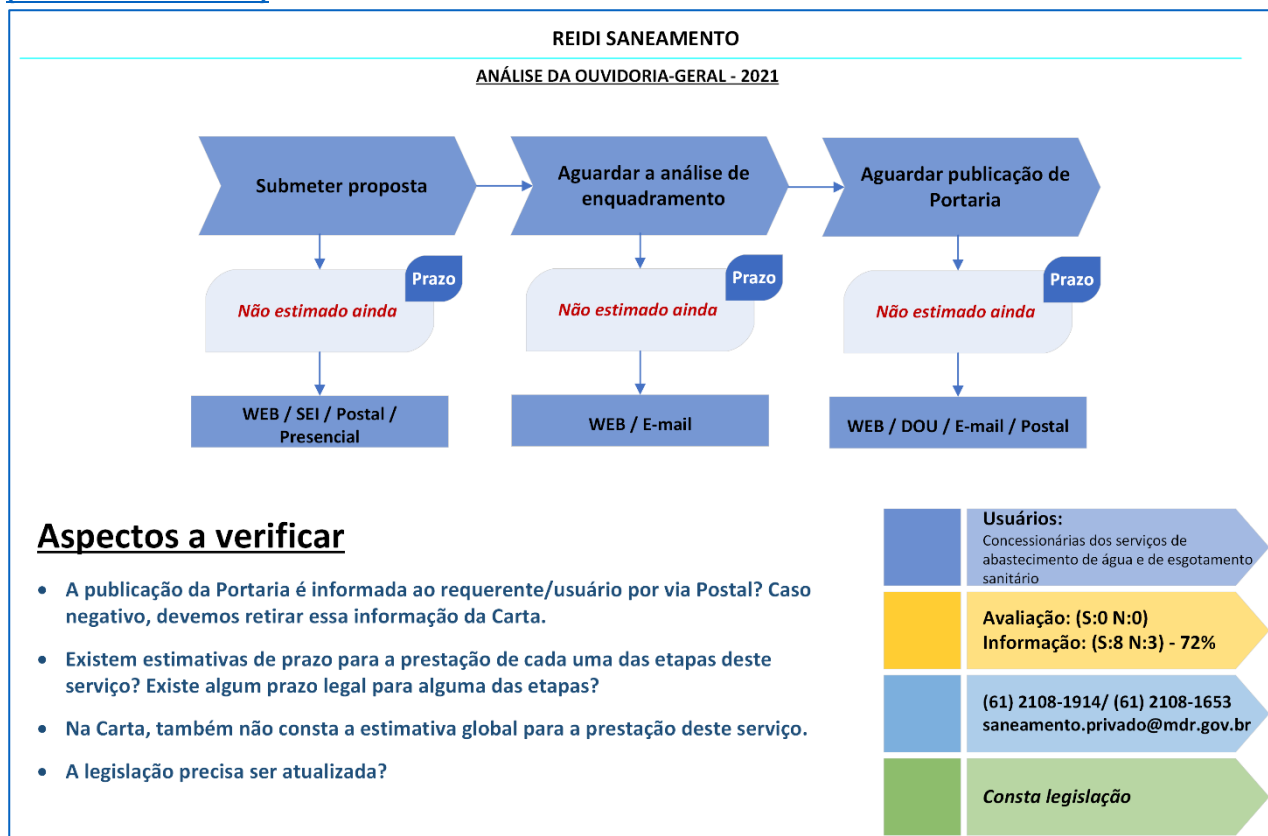 REIDI SANEAMENTO
ANÁLISE DA OUVIDORIA-GERAL - 2021
Submeter proposta
Aguardar a análise de
enquadramento
Aguardar publicação de
Portaria
Prazo
Não estimado ainda
Prazo
Não estimado ainda
Prazo
Não estimado ainda
WEB / SEI / Postal /
Presencial
WEB / E-mail
WEB / DOU / E-mail / Postal
Aspectos a verificar
• A publicação da Portaria é informada ao requerente/usuário por via Postal? Caso
negativo, devemos retirar essa informação da Carta.
• Existem estimativas de prazo para a prestação de cada uma das etapas deste
serviço? Existe algum prazo legal para alguma das etapas?
• Na Carta, também não consta a estimativa global para a prestação deste serviço.
• A legislação precisa ser atualizada?
Usuários:
Concessionárias dos serviços de
abastecimento de água e de esgotamento
sanitário
Avaliação: (S:0 N:0)
Informação: (S:8 N:3) - 72%
(61) 2108-1914/ (61) 2108-1653
saneamento.privado@mdr.gov.br
Consta legislação